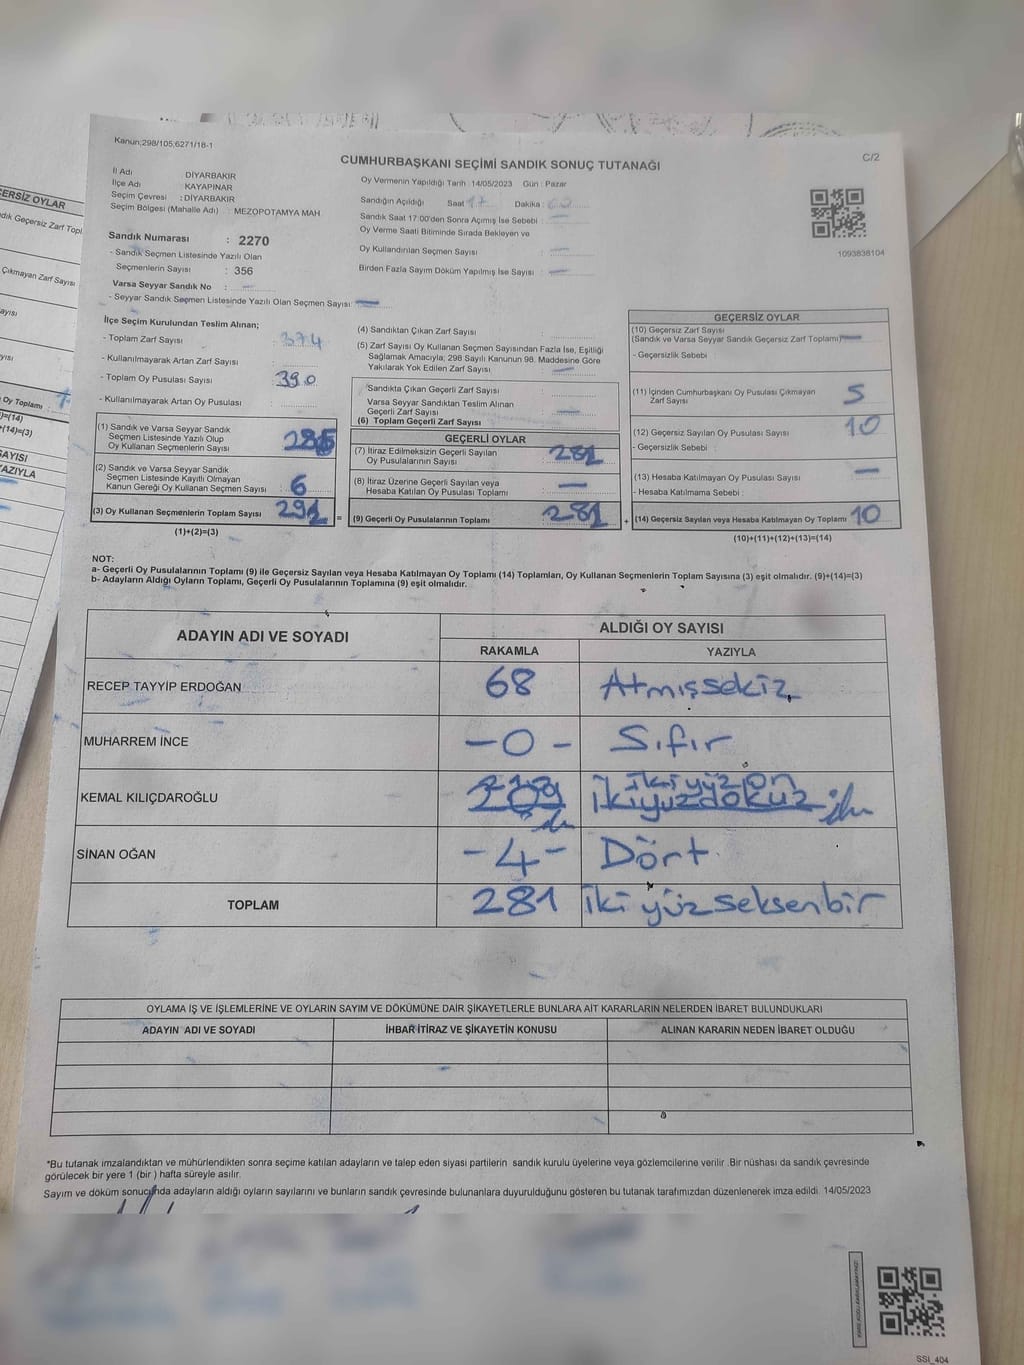 Kanun;298/105;6271/18-1
CUMHURBAŞKANI SEÇİMİ SANDIK SONUÇ TUTANAĞI
C/2
İl Adı DİYARBAKIR
İlçe Adı KAYAPINAR
Seçim Çevresi : DİYARBAKIR
Seçim Bölgesi (Mahalle Adı) : MEZOPOTAMYA MAH.
Oy Vermenin Yapıldığı Tarih :14/05/2023 Gün : Pazar
Sandığın Açıldığı Saat 17 Dakika :
Sandık Saat 17:00'den Sonra Açımış İse Sebebi :
Oy Verme Saati Bitiminde Sırada Bekleyen ve
Oy Kullandırılan Seçmen Sayısı :
Birden Fazla Sayım Döküm Yapılmış İse Sayısı :
1093838104
Sandık Numarası : 2270
- Sandık Seçmen Listesinde Yazılı Olan
Seçmenlerin Sayısı : 356
Varsa Seyyar Sandık No :
- Seyyar Sandık Seçmen Listesinde Yazılı Olan Seçmen Sayısı:
İlçe Seçim Kurulundan Teslim Alınan;
- Toplam Zarf Sayısı : 374
- Kullanılmayarak Artan Zarf Sayısı :
- Toplam Oy Pusulası Sayısı : 390
- Kullanılmayarak Artan Oy Pusulası :
(1) Sandık ve Varsa Seyyar Sandık
Seçmen Listesinde Yazılı Olup
Oy Kullanan Seçmenlerin Sayısı :
(2) Sandık ve Varsa Seyyar Sandık
Seçmen Listesinde Kayıtlı Olmayan
Kanun Gereği Oy Kullanan Seçmen Sayısı : 6
(3) Oy Kullanan Seçmenlerin Toplam Sayısı
(1)+(2)=(3)
=
(4) Sandıktan Çıkan Zarf Sayısı :
(5) Zarf Sayısı Oy Kullanan Seçmen Sayısından Fazla İse, Eşitliği
Sağlamak Amacıyla; 298 Sayılı Kanunun 98. Maddesine Göre
Yakılarak Yok Edilen Zarf Sayısı :
Sandıkta Çıkan Geçerli Zarf Sayısı :
Varsa Seyyar Sandıktan Teslim Alınan
Geçerli Zarf Sayısı :
(6) Toplam Geçerli Zarf Sayısı :
GEÇERLİ OYLAR
(7) İtiraz Edilmeksizin Geçerli Sayılan
Oy Pusulalarının Sayısı : 281
(8) İtiraz Üzerine Geçerli Sayılan veya
Hesaba Katılan Oy Pusulası Toplamı :
(9) Geçerli Oy Pusulalarının Toplamı : 281
+
GEÇERSİZ OYLAR
(10) Geçersiz Zarf Sayısı
(Sandık ve Varsa Seyyar Sandık Geçersiz Zarf Toplamı)
- Geçersizlik Sebebi :
(11) İçinden Cumhurbaşkanı Oy Pusulası Çıkmayan
Zarf Sayısı :
(12) Geçersiz Sayılan Oy Pusulası Sayısı : 10
- Geçersizlik Sebebi :
(13) Hesaba Katılmayan Oy Pusulası Sayısı :
- Hesaba Katılmama Sebebi :
(14) Geçersiz Sayılan veya Hesaba Katılmayan Oy Toplamı 10
(10)+(11)+(12)+(13)=(14)
NOT:
a- Geçerli Oy Pusulalarının Toplamı (9) ile Geçersiz Sayılan veya Hesaba Katılmayan Oy Toplamı (14) Toplamları, Oy Kullanan Seçmenlerin Toplam Sayısına (3) eşit olmalıdır. (9)+(14)=(3)
b- Adayların Aldığı Oyların Toplamı, Geçerli Oy Pusulalarının Toplamına (9) eşit olmalıdır.
ADAYIN ADI VE SOYADI ALDIĞI OY SAYISI
RAKAMLA YAZIYLA
RECEP TAYYİP ERDOĞAN 68 Atmışsekiz
MUHARREM İNCE -0- Sıfır
KEMAL KILIÇDAROĞLU iki yüz on
ikiyüzdokuz
SİNAN OĞAN -4- Dört
TOPLAM 281 iki yüz seksenbir
OYLAMA İŞ VE İŞLEMLERİNE VE OYLARIN SAYIM VE DÖKÜMÜNE DAİR ŞİKAYETLERLE BUNLARA AİT KARARLARIN NELERDEN İBARET BULUNDUKLARI
ADAYIN ADI VE SOYADI İHBAR İTİRAZ VE ŞİKAYETİN KONUSU ALINAN KARARIN NEDEN İBARET OLDUĞU
*Bu tutanak imzalandıktan ve mühürlendikten sonra seçime katılan adayların ve talep eden siyasi partilerin sandık kurulu üyelerine veya gözlemcilerine verilir .Bir nüshası da sandık çevresinde
görülecek bir yere 1 (bir ) hafta süreyle asılır.
Sayım ve döküm sonucunda adayların aldığı oyların sayılarını ve bunların sandık çevresinde bulunanlara duyurulduğunu gösteren bu tutanak tarafımızdan düzenlenerek imza edildi. 14/05/2023
SSI_404